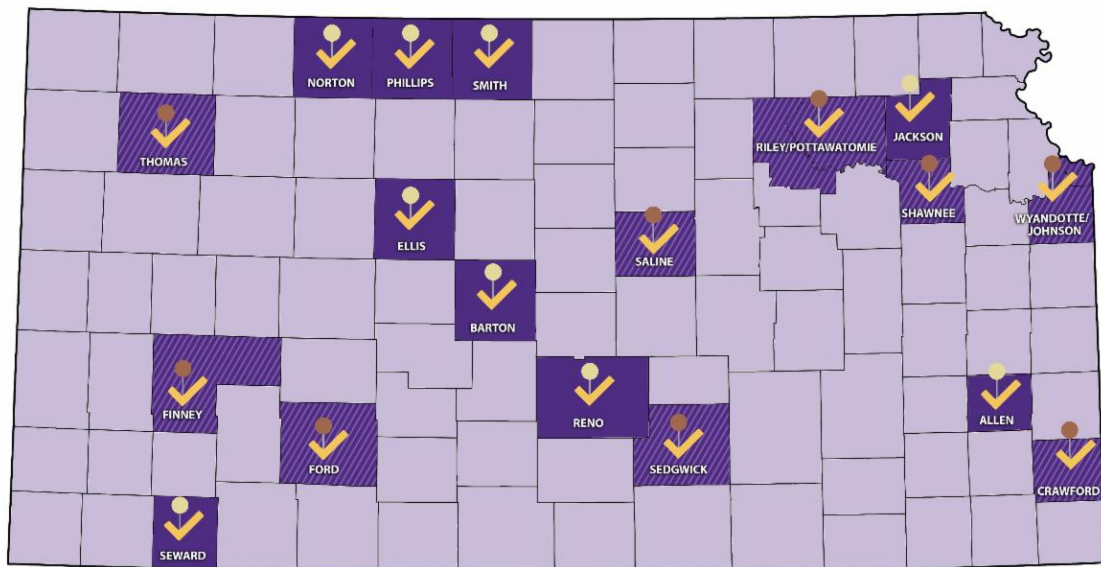 NORTON
PHILLIPS
SMITH
JACKSON
RILEY/POTTAWATOMIE
THOMAS
SHAWNEE
WYANDOTTE/
JOHNSON
ELLIS
SALINE
BARTON
FINNEY
RENO
ALLEN
FORD
SEDGWICK
CRAWFORD
SEWARD